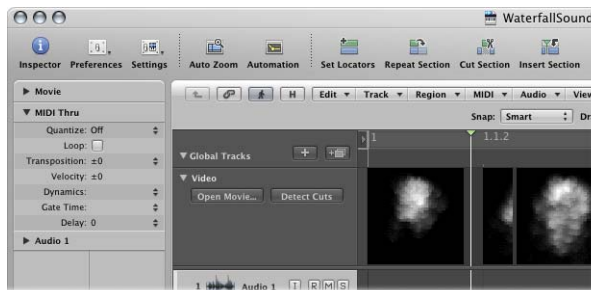 WaterfallSound
Inspector Preferences Settings Auto Zoom Automation Set Locators Repeat Section Cut Section Insert Section
Movie
MIDI Thru
Quantize: Off
Loop:
Transposition: ±0
Velocity: ±0
Dynamics:
Gate Time:
Delay: 0
Audio 1
H Edit Track Region MIDI Audio View
Snap: Smart Dr
1 1.1.2
Global Tracks
Video
Open Movie... Detect Cuts
1 Audio 1 I R M S